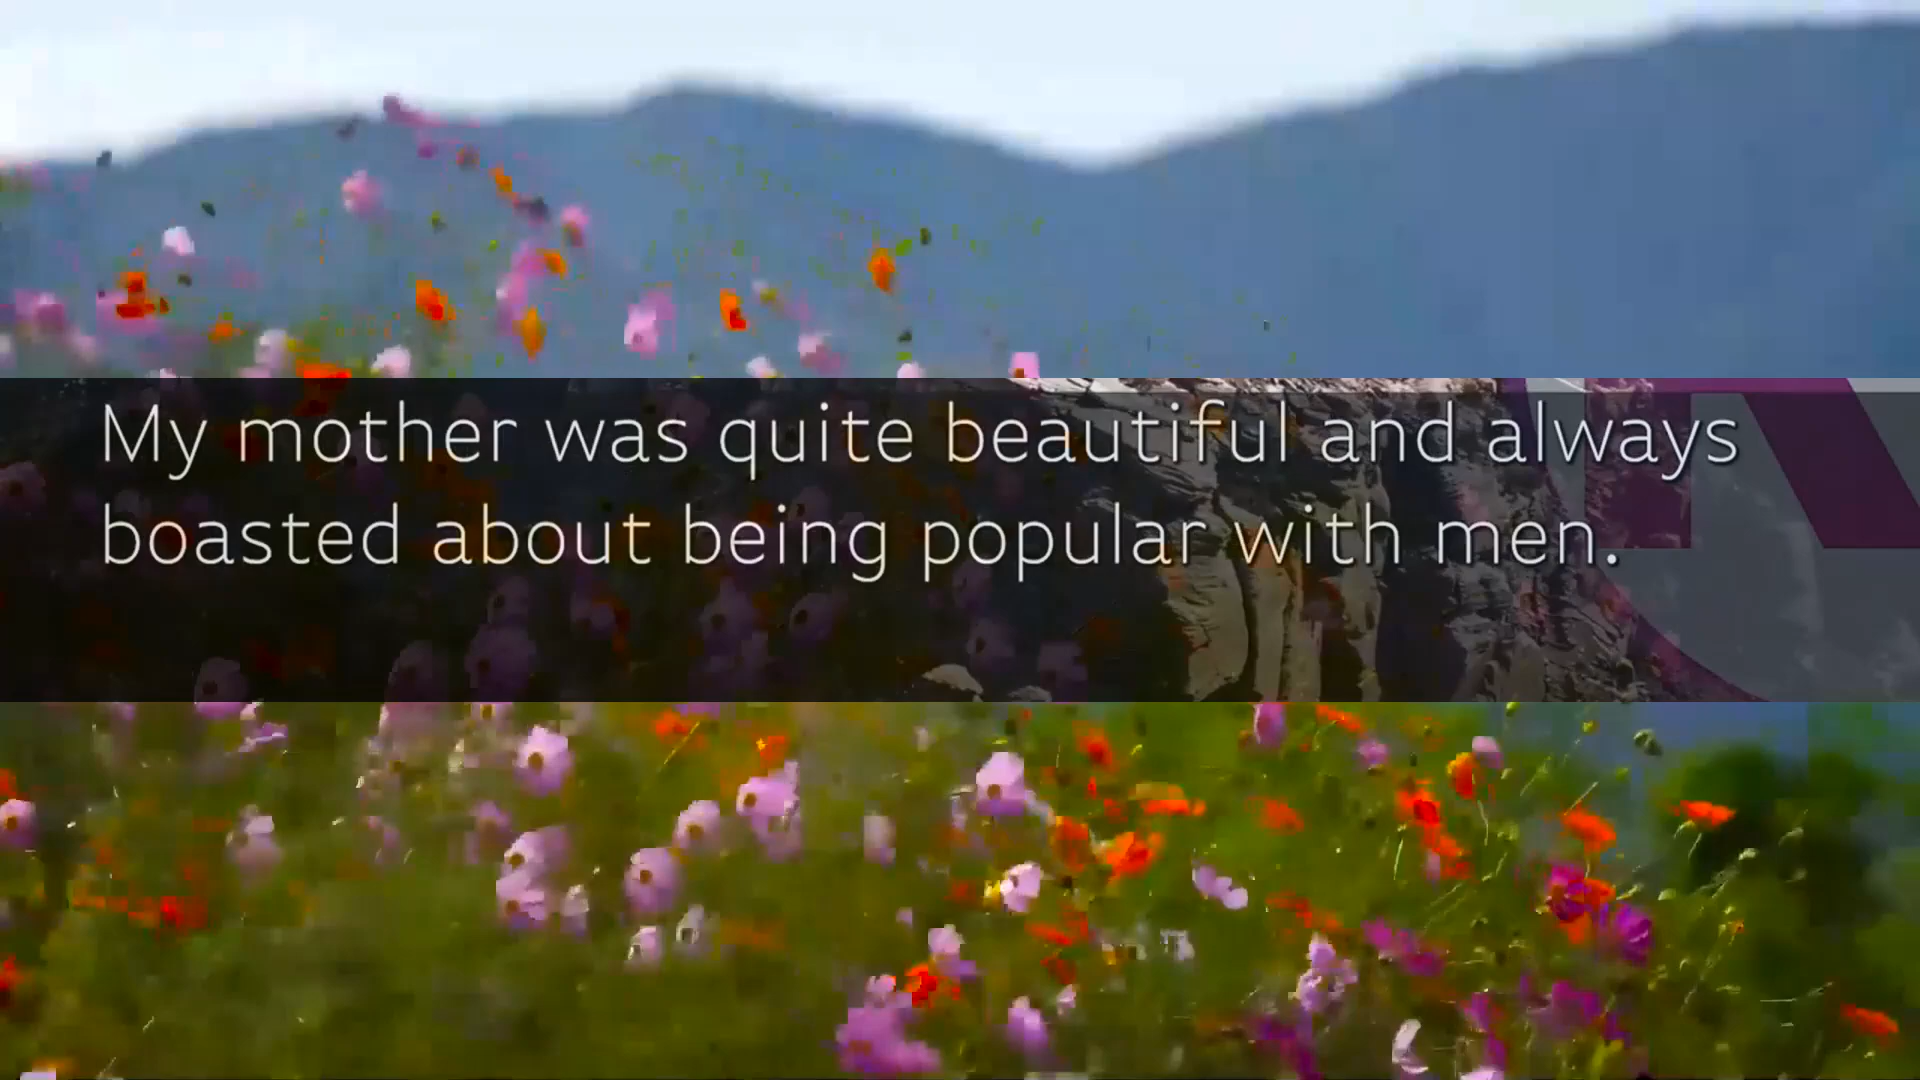 My mother was quite beautiful and always
boasted about being popular with men.